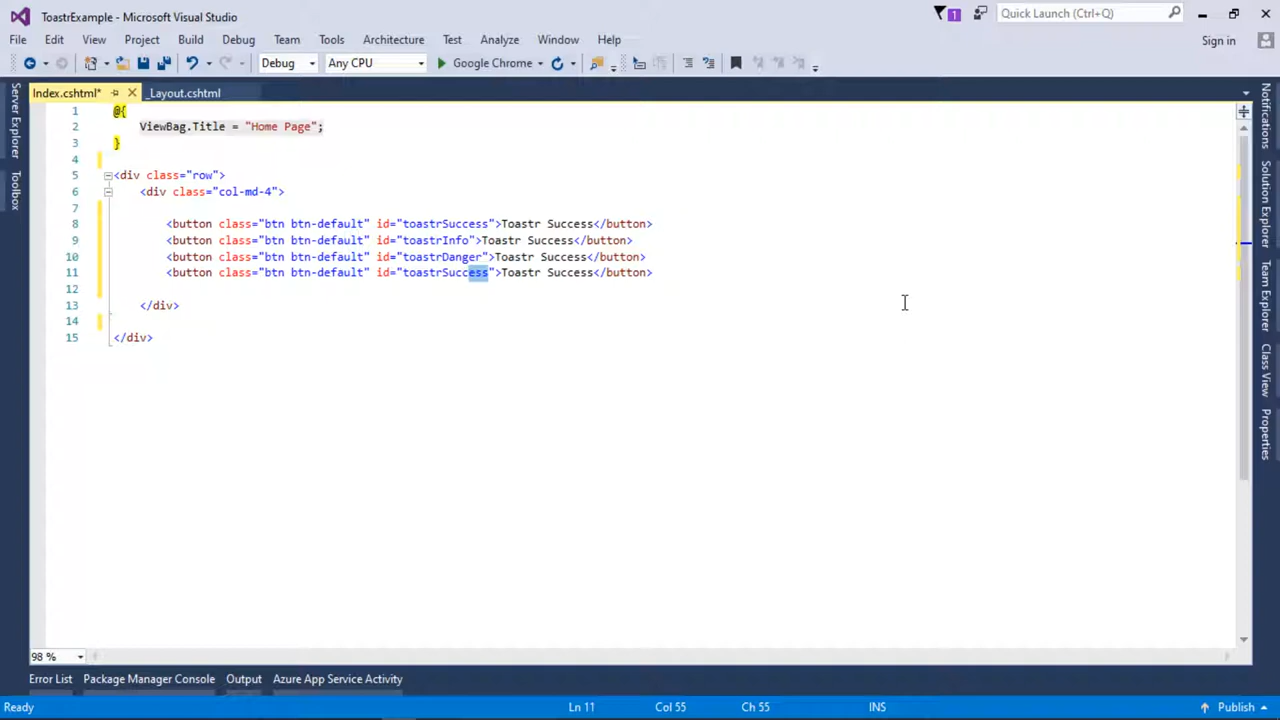 ToastrExample - Microsoft Visual Studio
1
Quick Launch (Ctrl+Q)
File Edit View Project Build Debug Team Tools Architecture Test Analyze Window Help
Sign in
Debug Any CPU Google Chrome
Index.cshtml* _Layout.cshtml
Server Explorer
Toolbox
1 @{
2 ViewBag.Title = "Home Page";
3 }
4
5 <div class="row">
6 <div class="col-md-4">
7
8 <button class="btn btn-default" id="toastrSuccess">Toastr Success</button>
9 <button class="btn btn-default" id="toastrInfo">Toastr Success</button>
10 <button class="btn btn-default" id="toastrDanger">Toastr Success</button>
11 <button class="btn btn-default" id="toastrSuccess">Toastr Success</button>
12
13 </div>
14
15 </div>
Notifications
Solution Explorer
Team Explorer
Class View
Properties
98 %
Error List Package Manager Console Output Azure App Service Activity
Ready Ln 11 Col 55 Ch 55 INS Publish